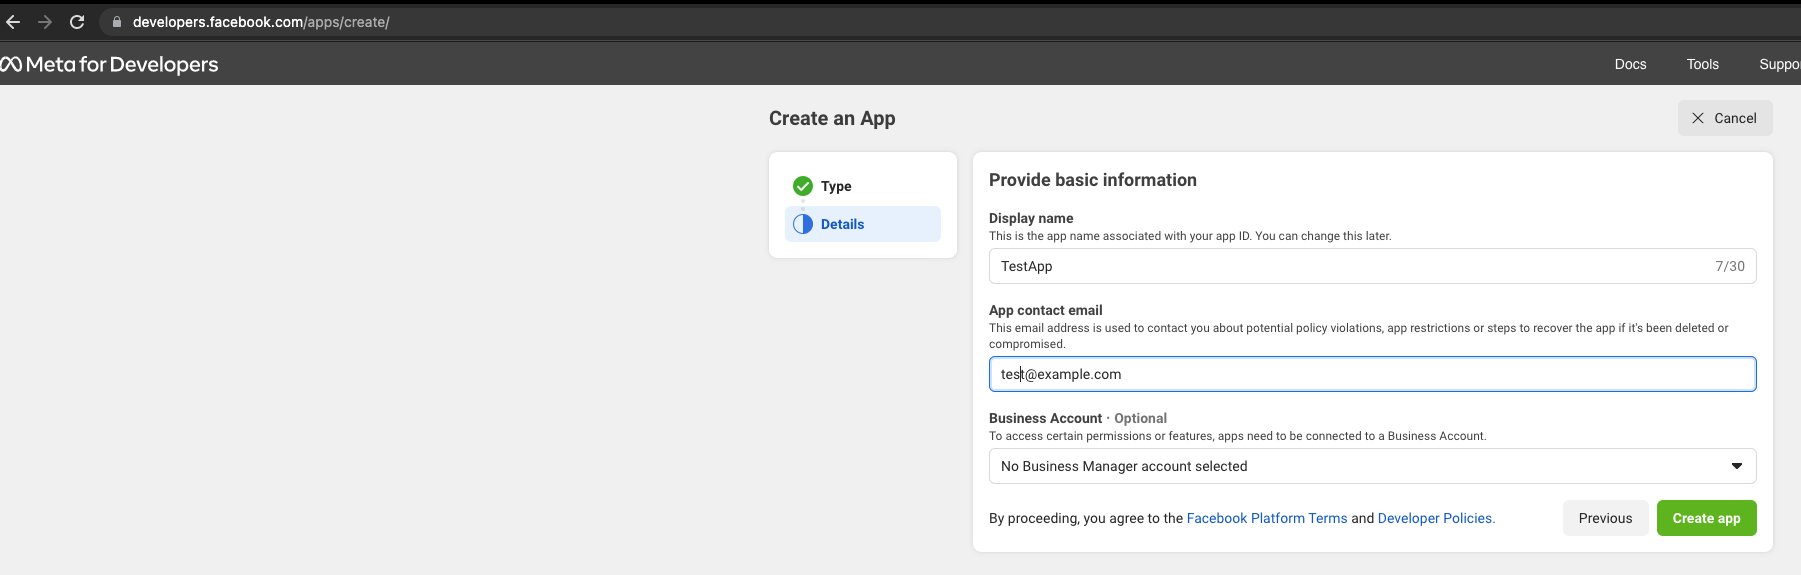 developers.facebook.com/apps/create/
Meta for Developers
Docs Tools Suppo
Create an App
Cancel
Type
Details
Provide basic information
Display name
This is the app name associated with your app ID. You can change this later.
TestApp 7/30
App contact email
This email address is used to contact you about potential policy violations, app restrictions or steps to recover the app if it's been deleted or
compromised.
test@example.com
Business Account · Optional
To access certain permissions or features, apps need to be connected to a Business Account.
No Business Manager account selected
By proceeding, you agree to the Facebook Platform Terms and Developer Policies.
Previous Create app